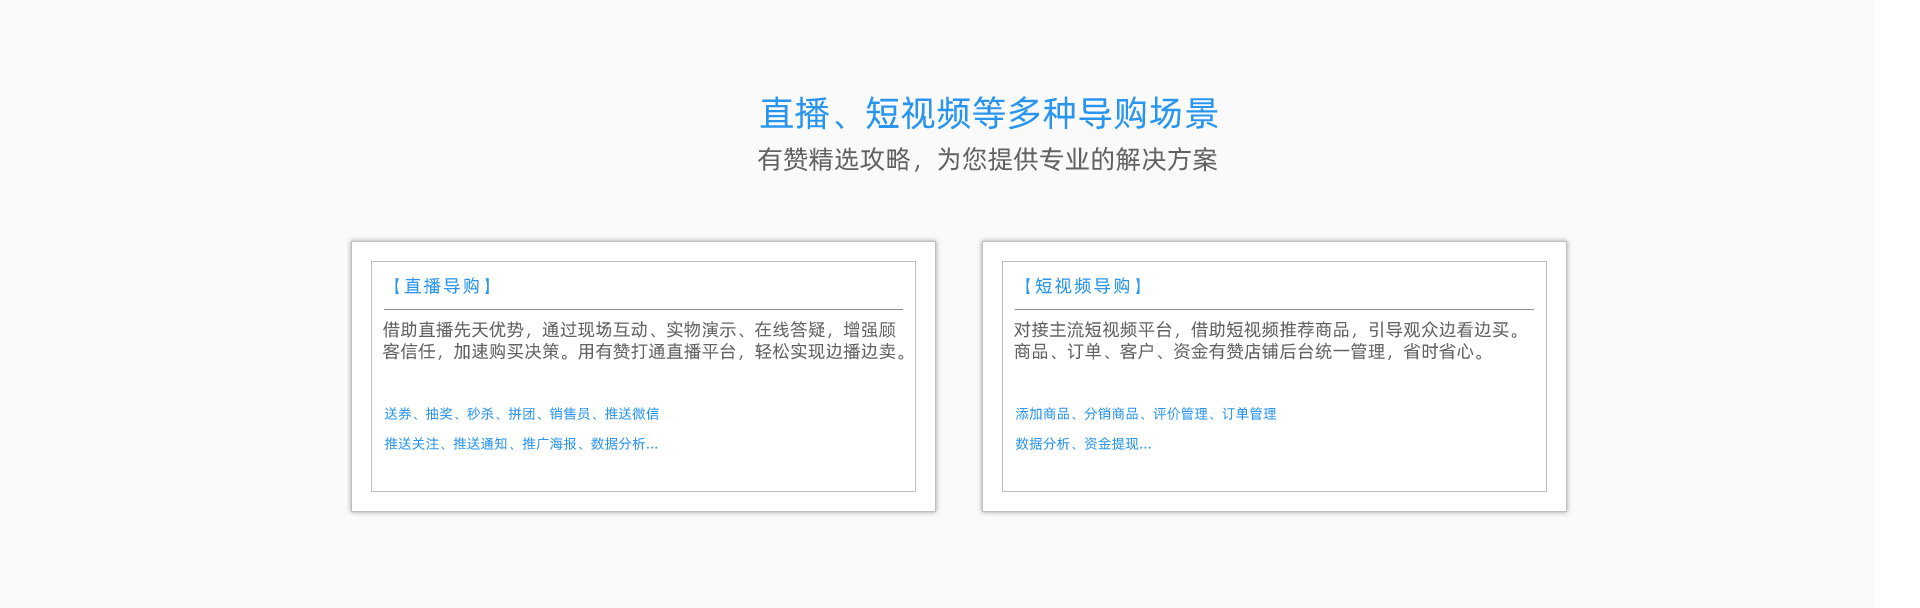 直播、短视频等多种导购场景
有赞精选攻略，为您提供专业的解决方案
【直播导购】
借助直播先天优势，通过现场互动、实物演示、在线答疑，增强顾
客信任，加速购买决策。用有赞打通直播平台，轻松实现边播边卖。
送券、抽奖、秒杀、拼团、销售员、推送微信
推送关注、推送通知、推广海报、数据分析...
【短视频导购】
对接主流短视频平台，借助短视频推荐商品，引导观众边看边买。
商品、订单、客户、资金有赞店铺后台统一管理，省时省心。
添加商品、分销商品、评价管理、订单管理
数据分析、资金提现...